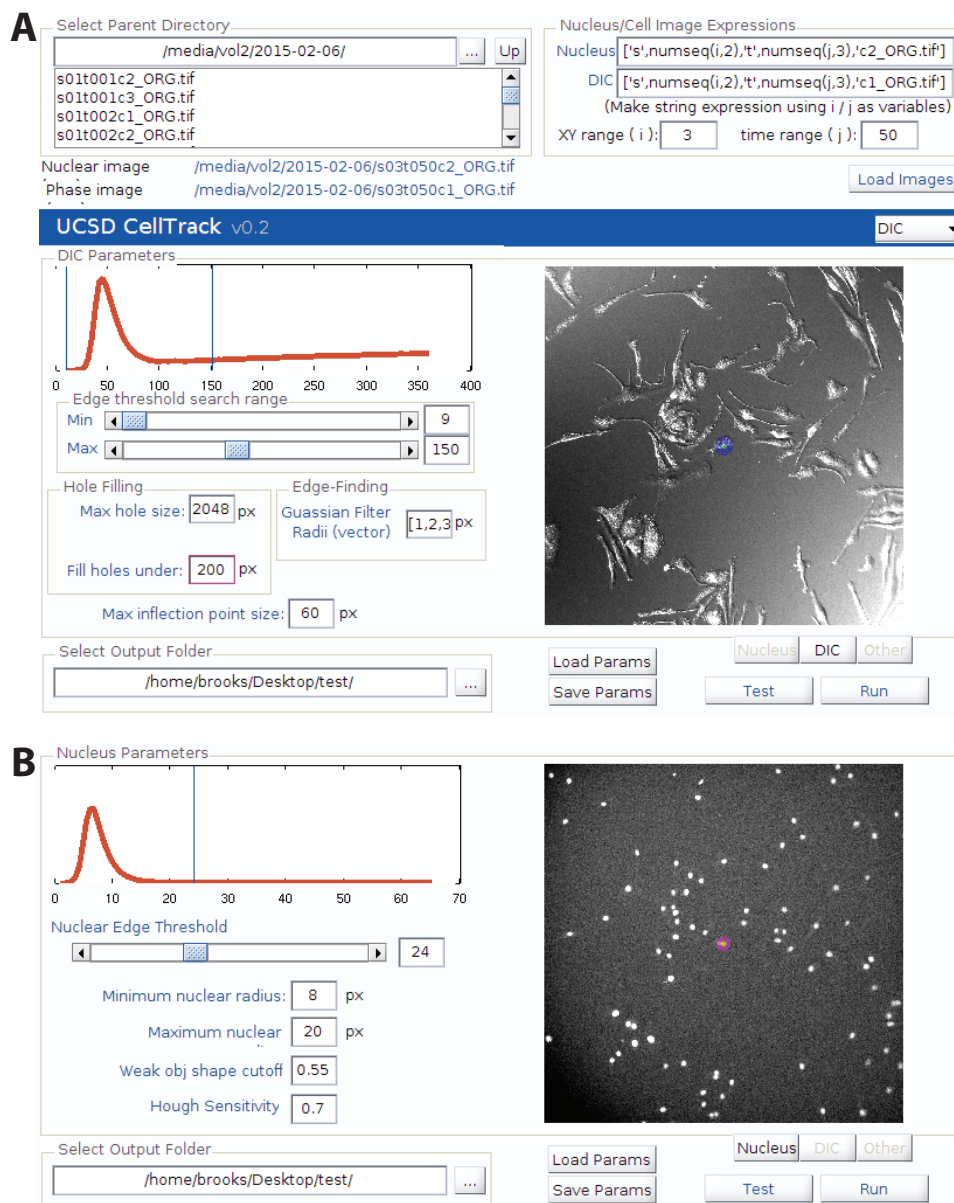 A
Select Parent Directory
/media/vol2/2015-02-06/ ... Up
s01t001c2_ORG.tif
s01t001c3_ORG.tif
s01t002c1_ORG.tif
s01t002c2_ORG.tif
Nucleus/Cell Image Expressions
Nucleus ['s',numseq(i,2),'t',numseq(j,3),'c2_ORG.tif']
DIC ['s',numseq(i,2),'t',numseq(j,3),'c1_ORG.tif']
(Make string expression using i / j as variables)
XY range ( i ): 3 time range ( j ): 50
Nuclear image /media/vol2/2015-02-06/s03t050c2_ORG.tif
Phase image /media/vol2/2015-02-06/s03t050c1_ORG.tif
Load Images
UCSD CellTrack v0.2
DIC
DIC Parameters
0 50 100 150 200 250 300 350 400
Edge threshold search range
Min 9
Max 150
Hole Filling
Max hole size: 2048 px
Fill holes under: 200 px
Edge-Finding
Guassian Filter
Radii (vector) [1,2,3 px
Max inflection point size: 60 px
Select Output Folder
/home/brooks/Desktop/test/ ...
Load Params
Save Params
Nucleus DIC Other
Test Run
B
Nucleus Parameters
0 10 20 30 40 50 60 70
Nuclear Edge Threshold
24
Minimum nuclear radius: 8 px
Maximum nuclear 20 px
Weak obj shape cutoff 0.55
Hough Sensitivity 0.7
Select Output Folder
/home/brooks/Desktop/test/ ...
Load Params
Save Params
Nucleus DIC Other
Test Run